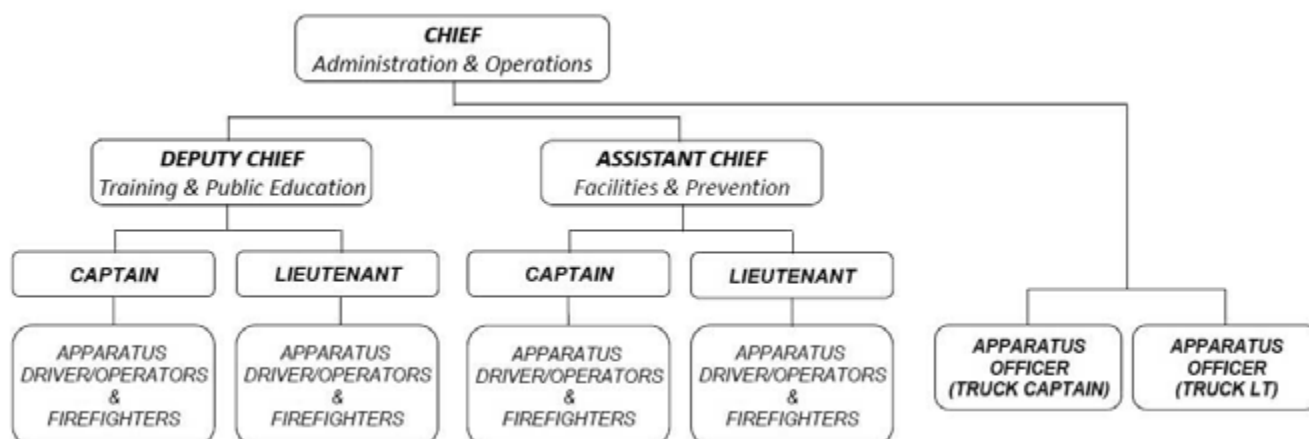 CHIEF
Administration & Operations
DEPUTY CHIEF
Training & Public Education
ASSISTANT CHIEF
Facilities & Prevention
CAPTAIN
LIEUTENANT
CAPTAIN
LIEUTENANT
APPARATUS
DRIVER/OPERATORS
&
FIREFIGHTERS
APPARATUS
DRIVER/OPERATORS
&
FIREFIGHTERS
APPARATUS
DRIVER/OPERATORS
&
FIREFIGHTERS
APPARATUS
DRIVER/OPERATORS
&
FIREFIGHTERS
APPARATUS
OFFICER
(TRUCK CAPTAIN)
APPARATUS
OFFICER
(TRUCK LT)